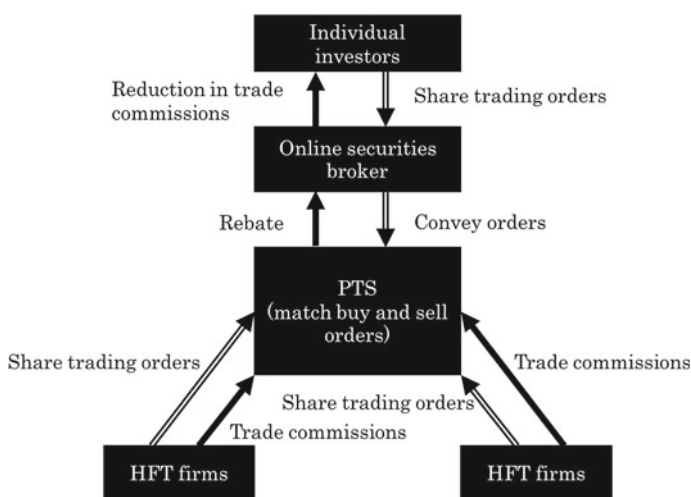 Individual
investors
Reduction in trade
commissions
Share trading orders
Online securities
broker
Rebate
Convey orders
PTS
(match buy and sell
orders)
Share trading orders
Trade commissions
Share trading orders
Trade commissions
HFT firms
HFT firms